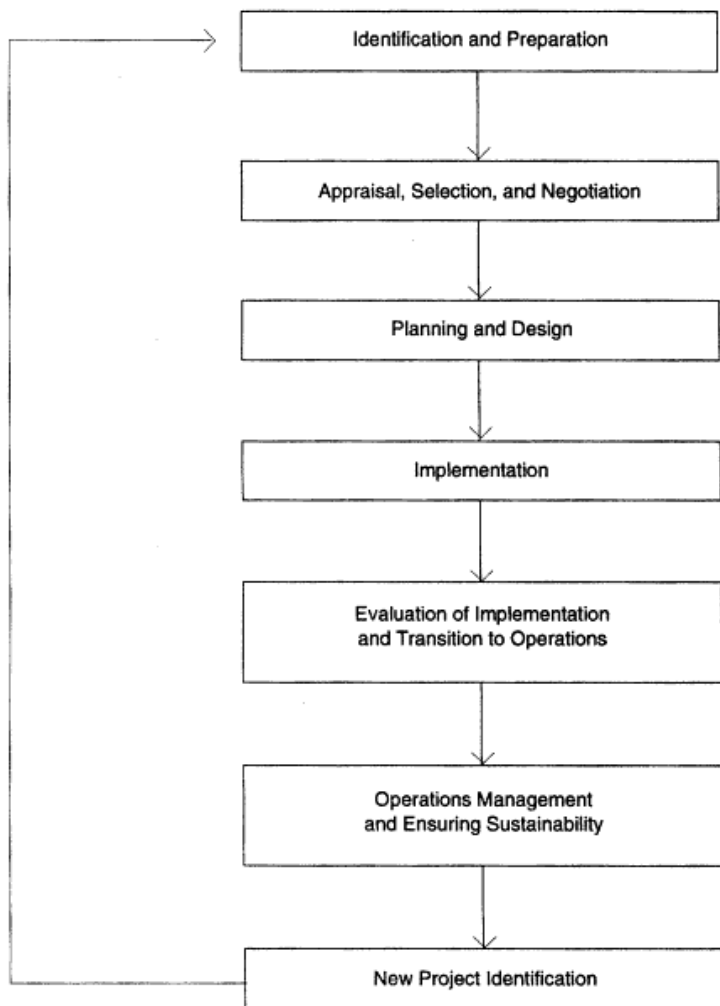 Identification and Preparation
Appraisal, Selection, and Negotiation
Planning and Design
Implementation
Evaluation of Implementation
and Transition to Operations
Operations Management
and Ensuring Sustainability
New Project Identification